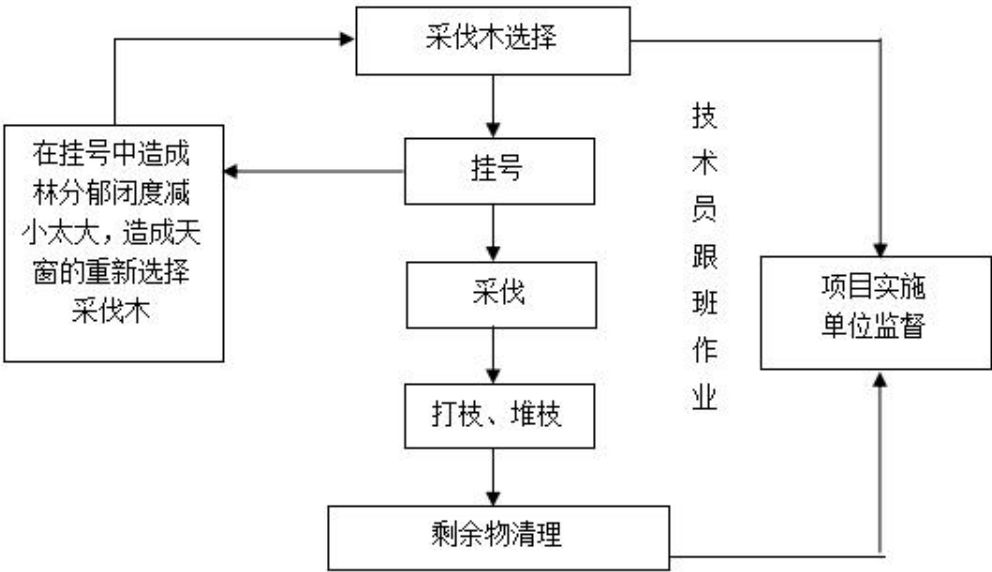 采伐木选择
挂号
在挂号中造成
林分郁闭度减
小太大，造成天
窗的重新选择
采伐木
采伐
打枝、堆枝
剩余物清理
技
术
员
跟
班
作
业
项目实施
单位监督